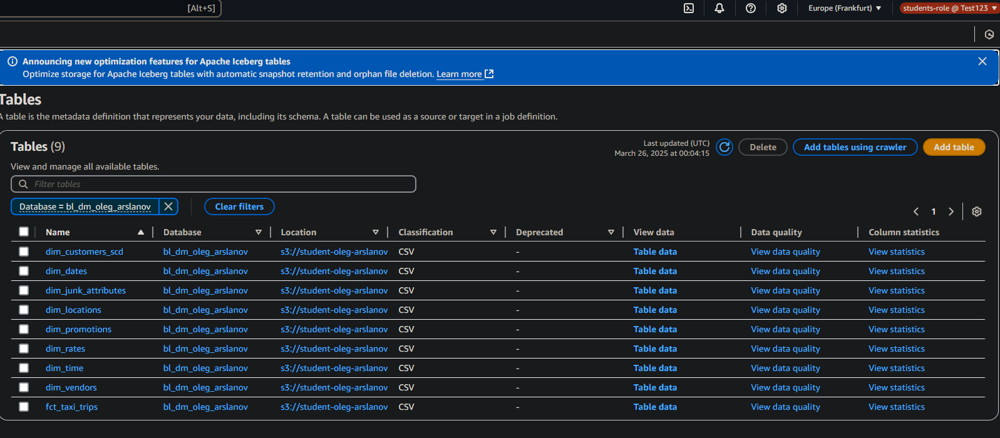 [Alt+S]
Europe (Frankfurt)
students-role @ Test123
Announcing new optimization features for Apache Iceberg tables
Optimize storage for Apache Iceberg tables with automatic snapshot retention and orphan file deletion. Learn more
Tables
A table is the metadata definition that represents your data, including its schema. A table can be used as a source or target in a job definition.
Tables (9)
Last updated (UTC)
March 26, 2025 at 00:04:15
Delete
Add tables using crawler
Add table
View and manage all available tables.
Filter tables
Database = bl_dm_oleg_arslanov
Clear filters
1
Name Database Location Classification Deprecated View data Data quality Column statistics
dim_customers_scd bl_dm_oleg_arslanov s3://student-oleg-arslanov CSV - Table data View data quality View statistics
dim_dates bl_dm_oleg_arslanov s3://student-oleg-arslanov CSV - Table data View data quality View statistics
dim_junk_attributes bl_dm_oleg_arslanov s3://student-oleg-arslanov CSV - Table data View data quality View statistics
dim_locations bl_dm_oleg_arslanov s3://student-oleg-arslanov CSV - Table data View data quality View statistics
dim_promotions bl_dm_oleg_arslanov s3://student-oleg-arslanov CSV - Table data View data quality View statistics
dim_rates bl_dm_oleg_arslanov s3://student-oleg-arslanov CSV - Table data View data quality View statistics
dim_time bl_dm_oleg_arslanov s3://student-oleg-arslanov CSV - Table data View data quality View statistics
dim_vendors bl_dm_oleg_arslanov s3://student-oleg-arslanov CSV - Table data View data quality View statistics
fct_taxi_trips bl_dm_oleg_arslanov s3://student-oleg-arslanov CSV - Table data View data quality View statistics